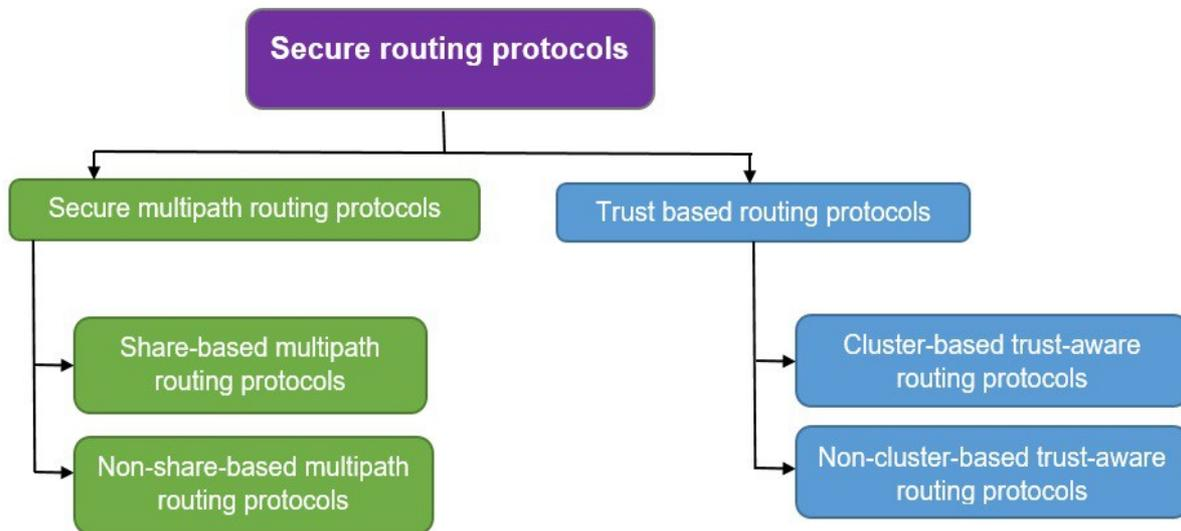 Secure routing protocols
Secure multipath routing protocols
Trust based routing protocols
Share-based multipath
routing protocols
Cluster-based trust-aware
routing protocols
Non-share-based multipath
routing protocols
Non-cluster-based trust-aware
routing protocols